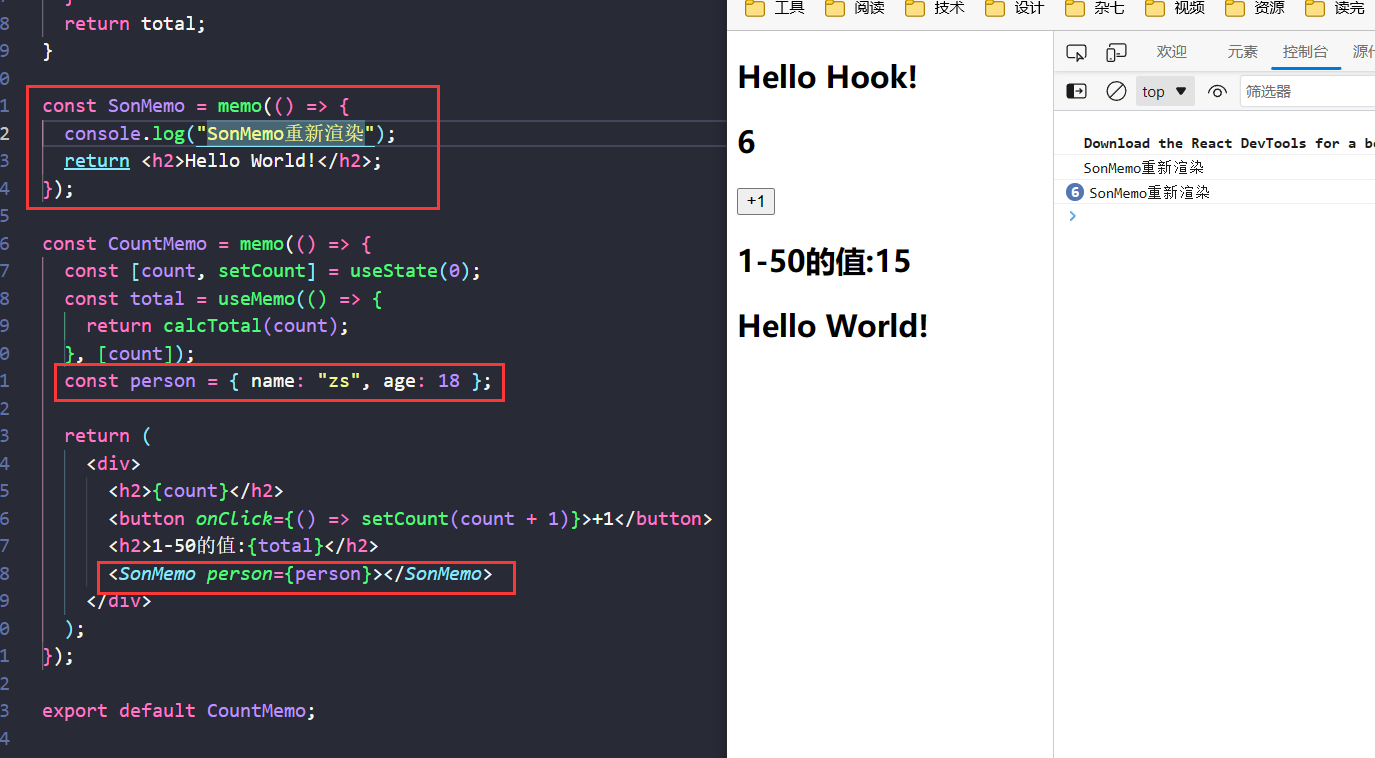 }
8 return total;
9 }
0
1 const SonMemo = memo(() => {
2 console.log("SonMemo重新渲染");
3 return <h2>Hello World!</h2>;
4 });
5
6 const CountMemo = memo(() => {
7 const [count, setCount] = useState(0);
8 const total = useMemo(() => {
9 return calcTotal(count);
0 }, [count]);
1 const person = { name: "zs", age: 18 };
2
3 return (
4 <div>
5 <h2>{count}</h2>
6 <button onClick={() => setCount(count + 1)}>+1</button>
7 <h2>1-50的值:{total}</h2>
8 <SonMemo person={person}></SonMemo>
9 </div>
0 );
1 });
2
3 export default CountMemo;
4
工具 阅读 技术 设计 杂七 视频 资源 读完
Hello Hook!
6
+1
1-50的值:15
Hello World!
欢迎 元素 控制台 源
top ▼ 筛选器
Download the React DevTools for a
SonMemo重新渲染
6 SonMemo重新渲染
>